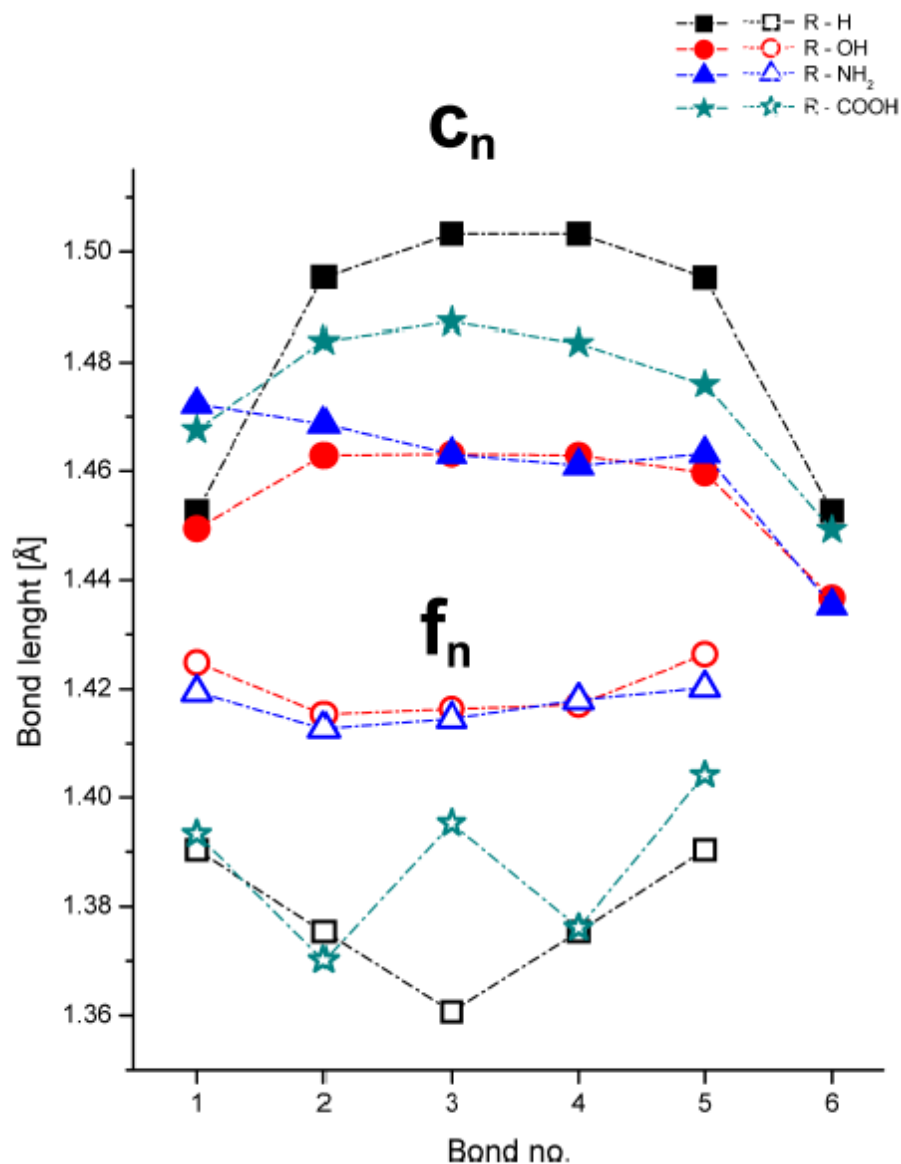 R - H
R - OH
R - NH₂
R - COOH
cₙ
1.50
1.48
1.46
1.44
1.42
1.40
1.38
1.36
Bond lenght [Å]
fₙ
1 2 3 4 5 6
Bond no.